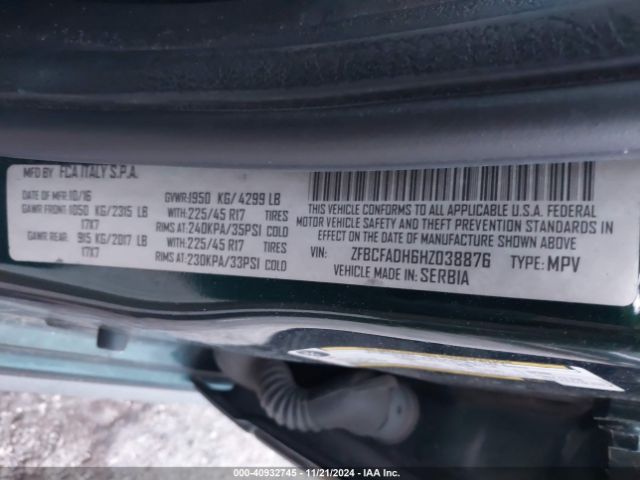 MFD BY FCA ITALY S.P.A.
DATE OF MFR 10/16 GVWR: 1950 KG/ 4299 LB
GAWR FRONT: 1050 KG/2315 LB WITH: 225/45 R17
17X7 RIMS AT: 240KPA/35PSI COLD
GAWR REAR: 915 KG/2017 LB WITH: 225/45 R17
17X7 RIMS AT: 230KPA/33PSI COLD
THIS VEHICLE CONFORMS TO ALL APPLICABLE U.S.A. FEDERAL
MOTOR VEHICLE SAFETY BUMPER, AND THEFT PREVENTION STANDARDS
IN EFFECT ON THE DATE OF MANUFACTURE SHOWN ABOVE.
VIN: ZFBCFADH6HZ038876 TYPE: MPV
VEHICLE MADE IN: SERBIA
000-40932745 - 11/21/2024 - IAA Inc.